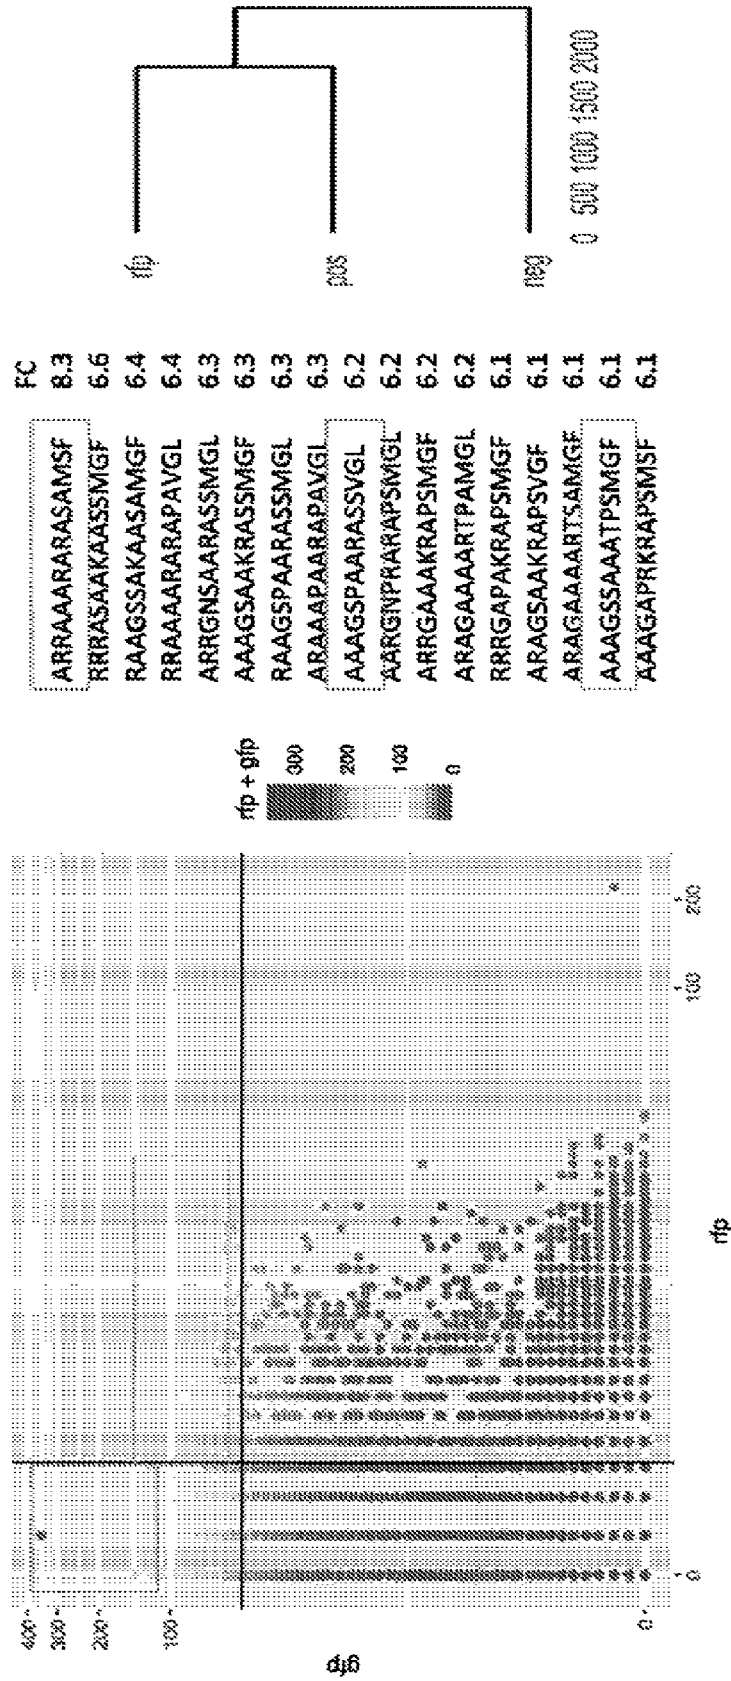 rfp
pos
neg
0 500 1000 1500 2000
FC
ARRAAARARASAMSF 8.3
RRRASAAKAASSMGF 6.6
RAAGSSAKAASAMGF 6.4
RRAAAARARAPAVGL 6.4
ARRGNSAARASSMGL 6.3
AAAGSAAKRASSMGF 6.3
RAAGSPAARASSMGL 6.3
ARAAAPAARAPAVGL 6.3
AAAGSPAARASSVGL 6.2
AARGNPRARAPSMGL 6.2
ARRGAAAKRAPSMGF 6.2
ARAGAAAARTPAMGL 6.2
RRRGAPAKRAPSMGF 6.1
ARAGSAAKRAPSVGF 6.1
ARAGAAAARTSAMGF 6.1
AAAGSSAAATPSMGF 6.1
AAAGAPRKRAPSMSF 6.1
rfp + gfp
300
200
100
0
gfp
400
300
200
100
0
0
100
200
rfp